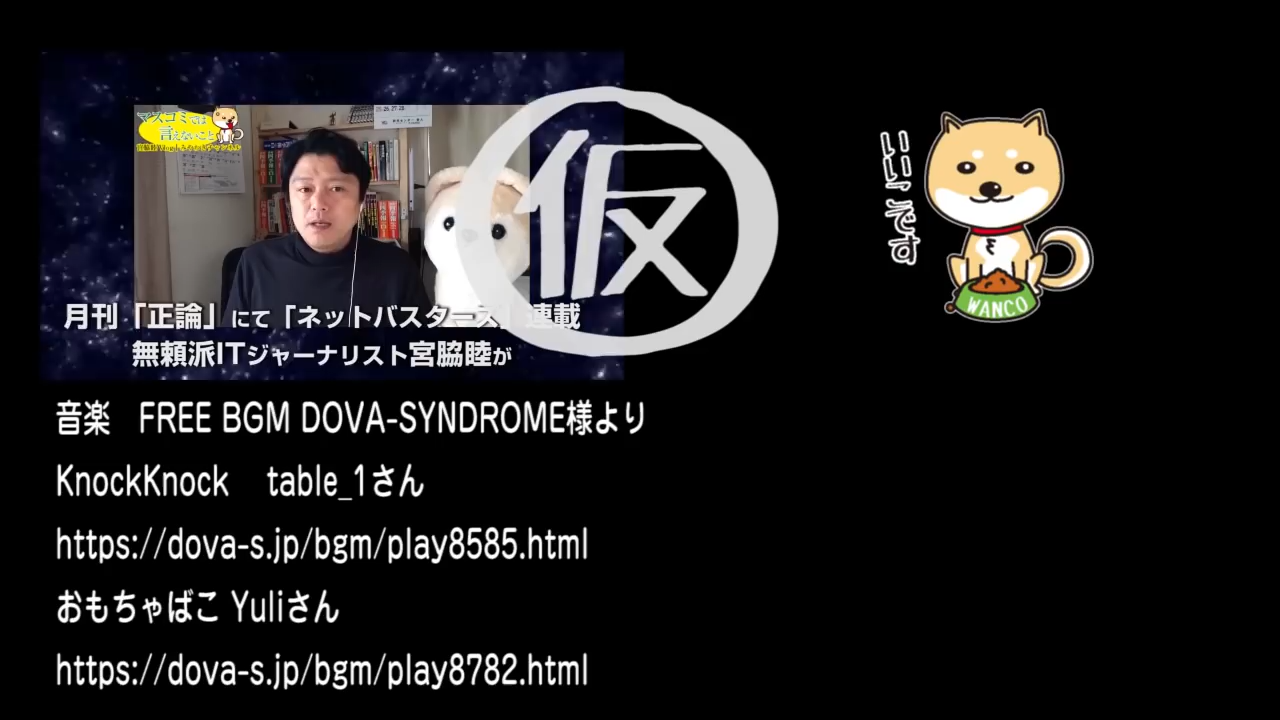 マスコミでは
言えないこと
仮
月刊「正論」にて「ネットバスターズ」連載
無頼派ITジャーナリスト宮脇睦が
いいこです
WANCO
音楽　FREE BGM DOVA-SYNDROME様より
KnockKnock　table_1さん
https://dova-s.jp/bgm/play8585.html
おもちゃばこ Yuliさん
https://dova-s.jp/bgm/play8782.html